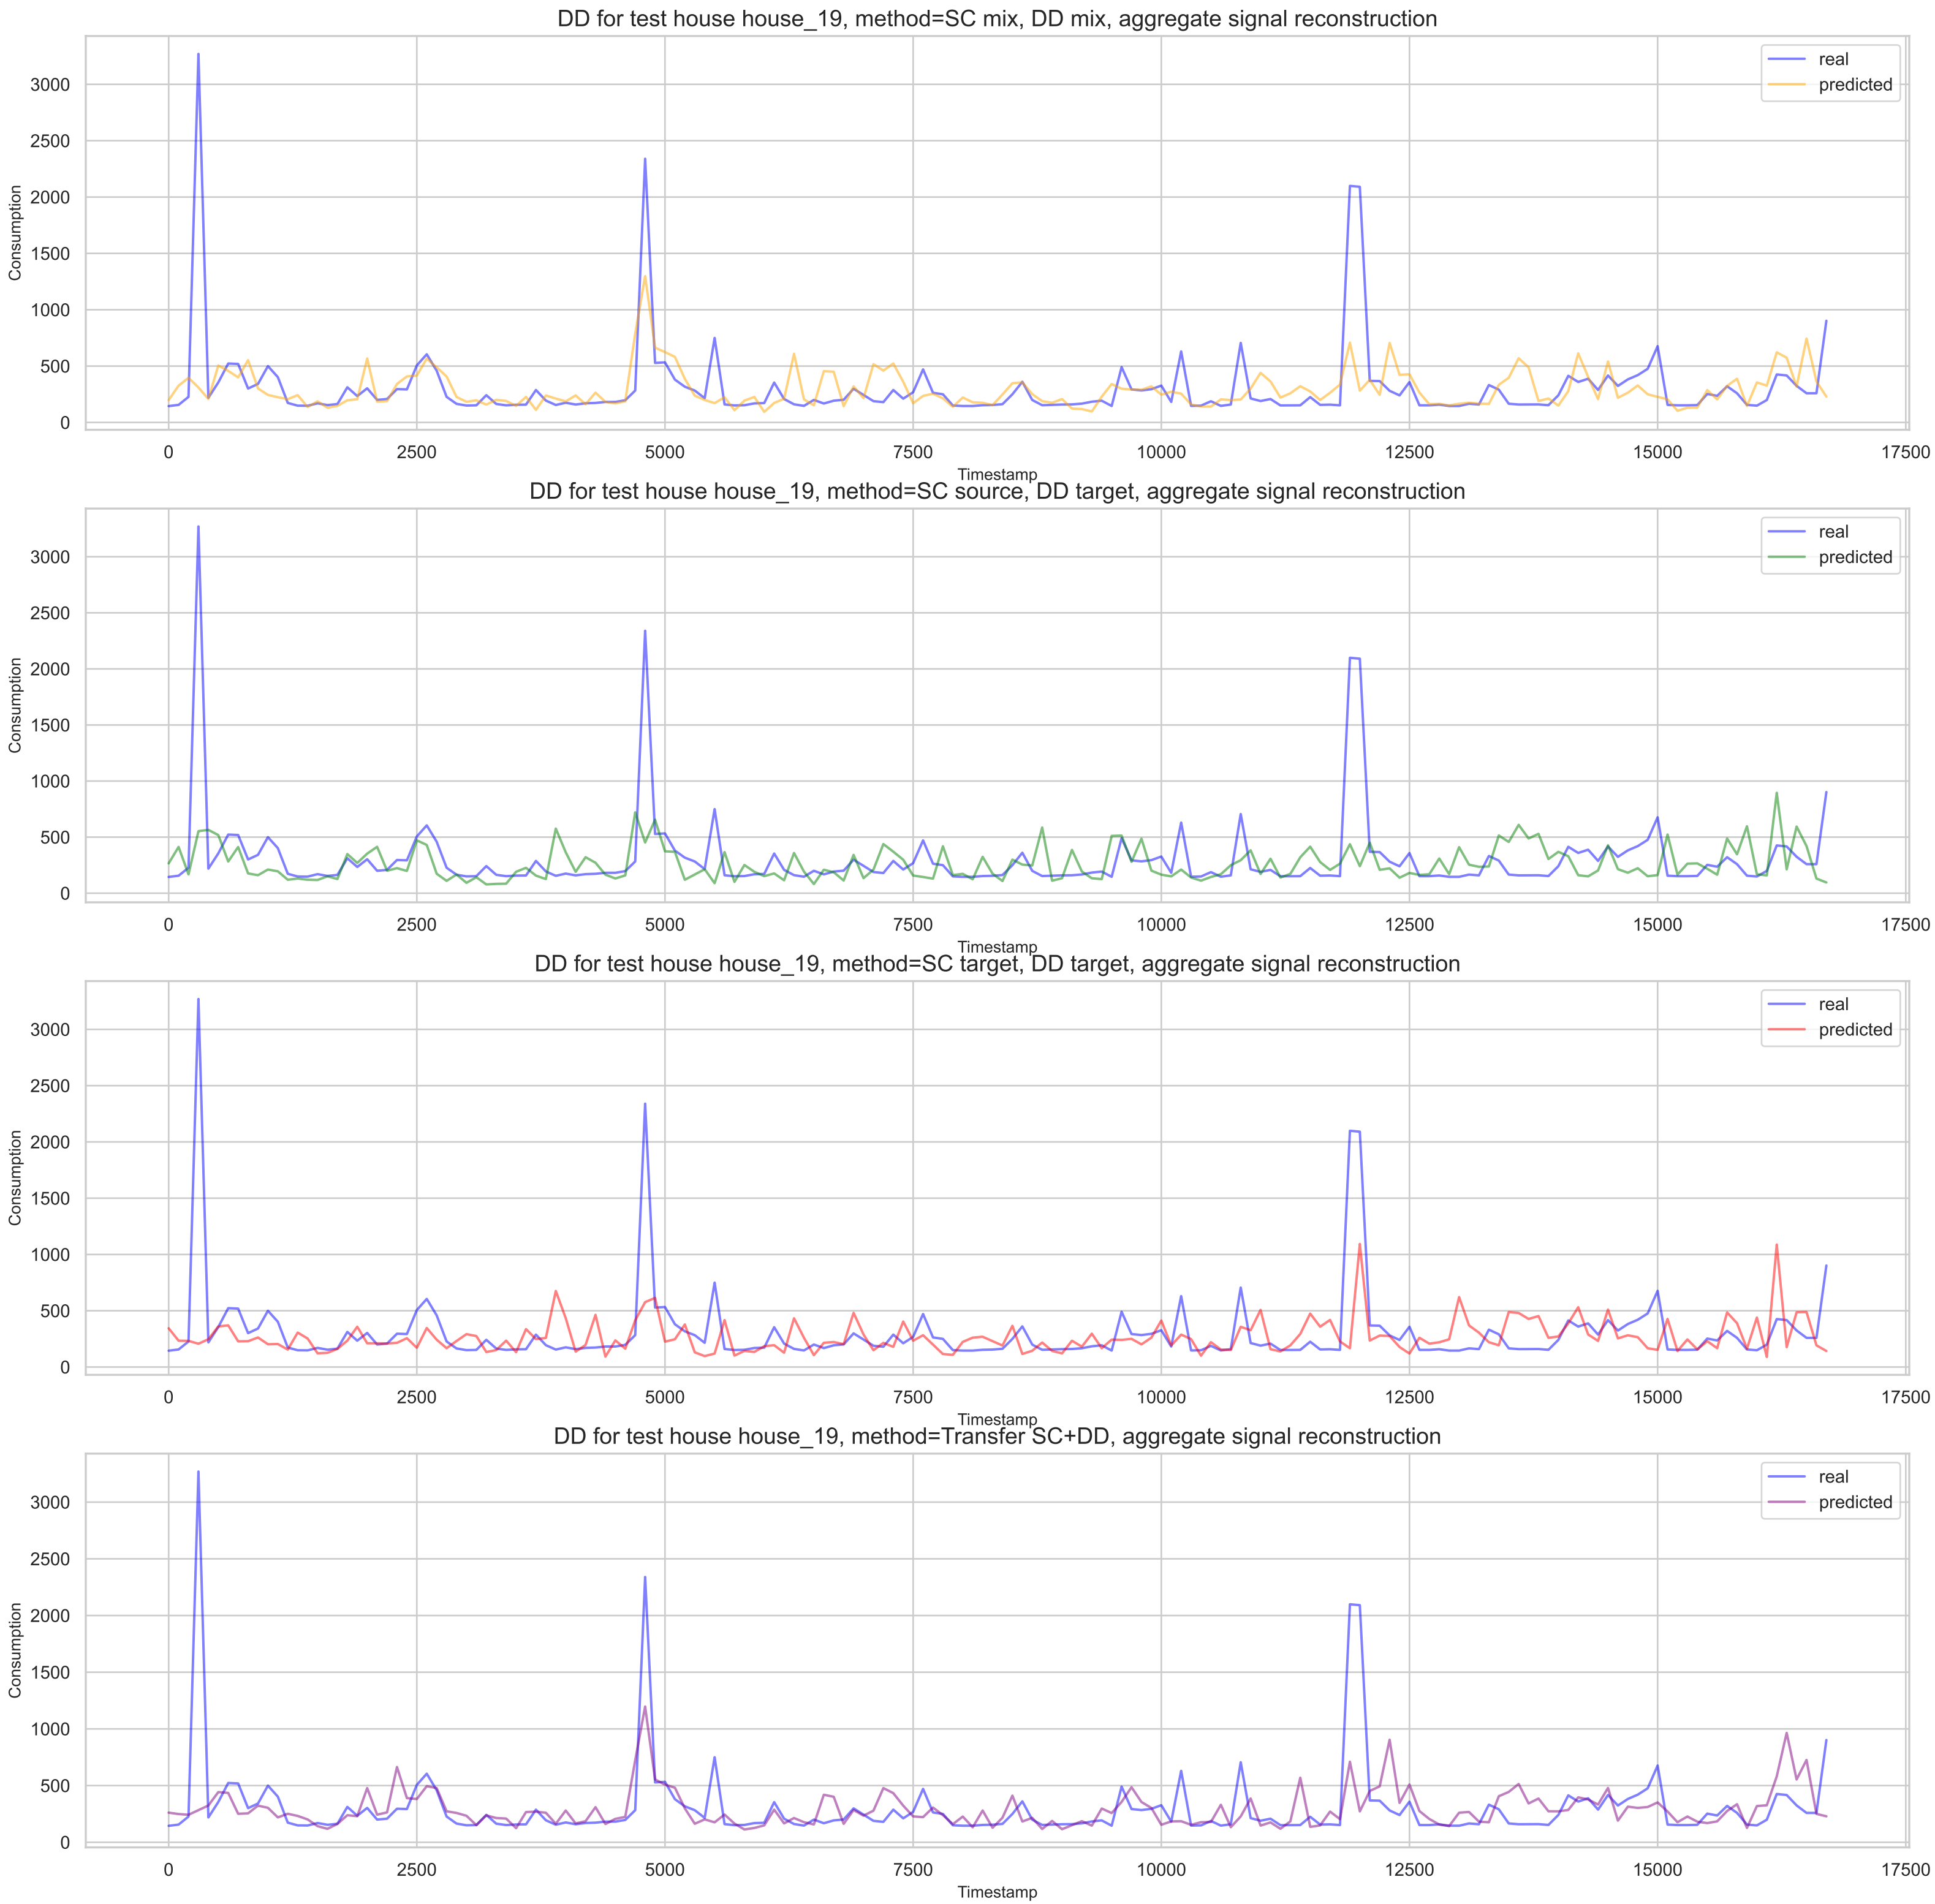 DD for test house house_19, method=SC mix, DD mix, aggregate signal reconstruction
real
predicted
3000
2500
2000
1500
1000
500
0
Consumption
0 2500 5000 7500 10000 12500 15000 17500
Timestamp
DD for test house house_19, method=SC source, DD target, aggregate signal reconstruction
real
predicted
3000
2500
2000
1500
1000
500
0
Consumption
0 2500 5000 7500 10000 12500 15000 17500
Timestamp
DD for test house house_19, method=SC target, DD target, aggregate signal reconstruction
real
predicted
3000
2500
2000
1500
1000
500
0
Consumption
0 2500 5000 7500 10000 12500 15000 17500
Timestamp
DD for test house house_19, method=Transfer SC+DD, aggregate signal reconstruction
real
predicted
3000
2500
2000
1500
1000
500
0
Consumption
0 2500 5000 7500 10000 12500 15000 17500
Timestamp